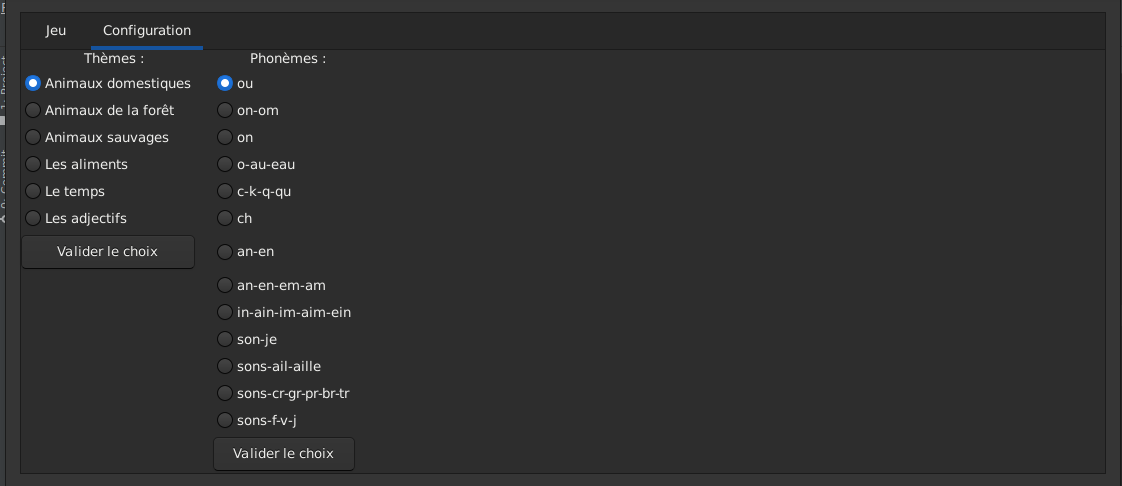 Jeu
Configuration
Thèmes :
Animaux domestiques
Animaux de la forêt
Animaux sauvages
Les aliments
Le temps
Les adjectifs
Valider le choix
Phonèmes :
ou
on-om
on
o-au-eau
c-k-q-qu
ch
an-en
an-en-em-am
in-ain-im-aim-ein
son-je
sons-ail-aille
sons-cr-gr-pr-br-tr
sons-f-v-j
Valider le choix